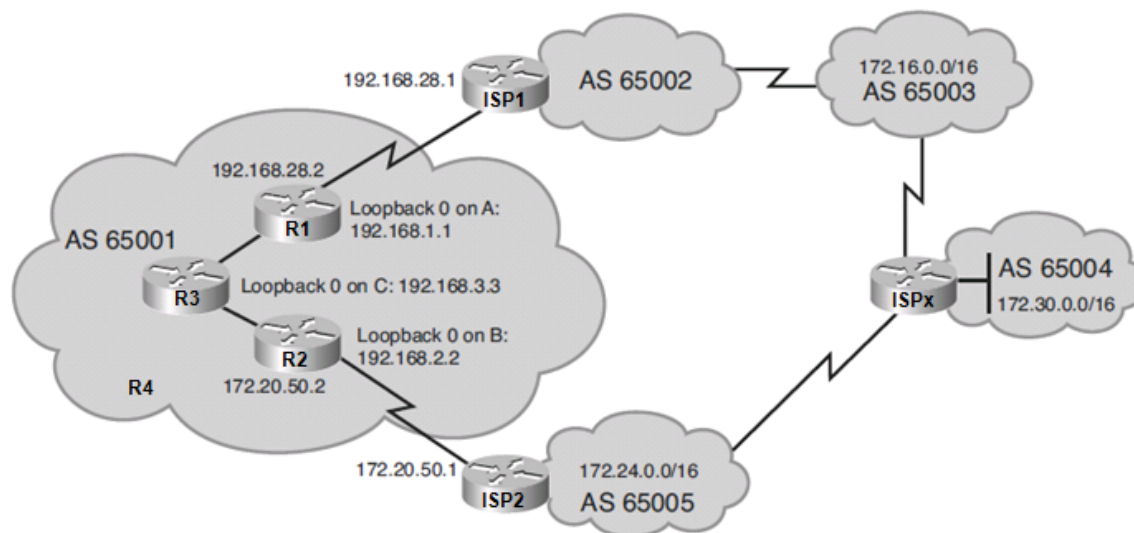 192.168.28.1
ISP1
AS 65002
172.16.0.0/16
AS 65003
192.168.28.2
R1
Loopback 0 on A:
192.168.1.1
AS 65001
R3
Loopback 0 on C: 192.168.3.3
R2
Loopback 0 on B:
192.168.2.2
R4
172.20.50.2
ISPx
AS 65004
172.30.0.0/16
172.20.50.1
ISP2
172.24.0.0/16
AS 65005